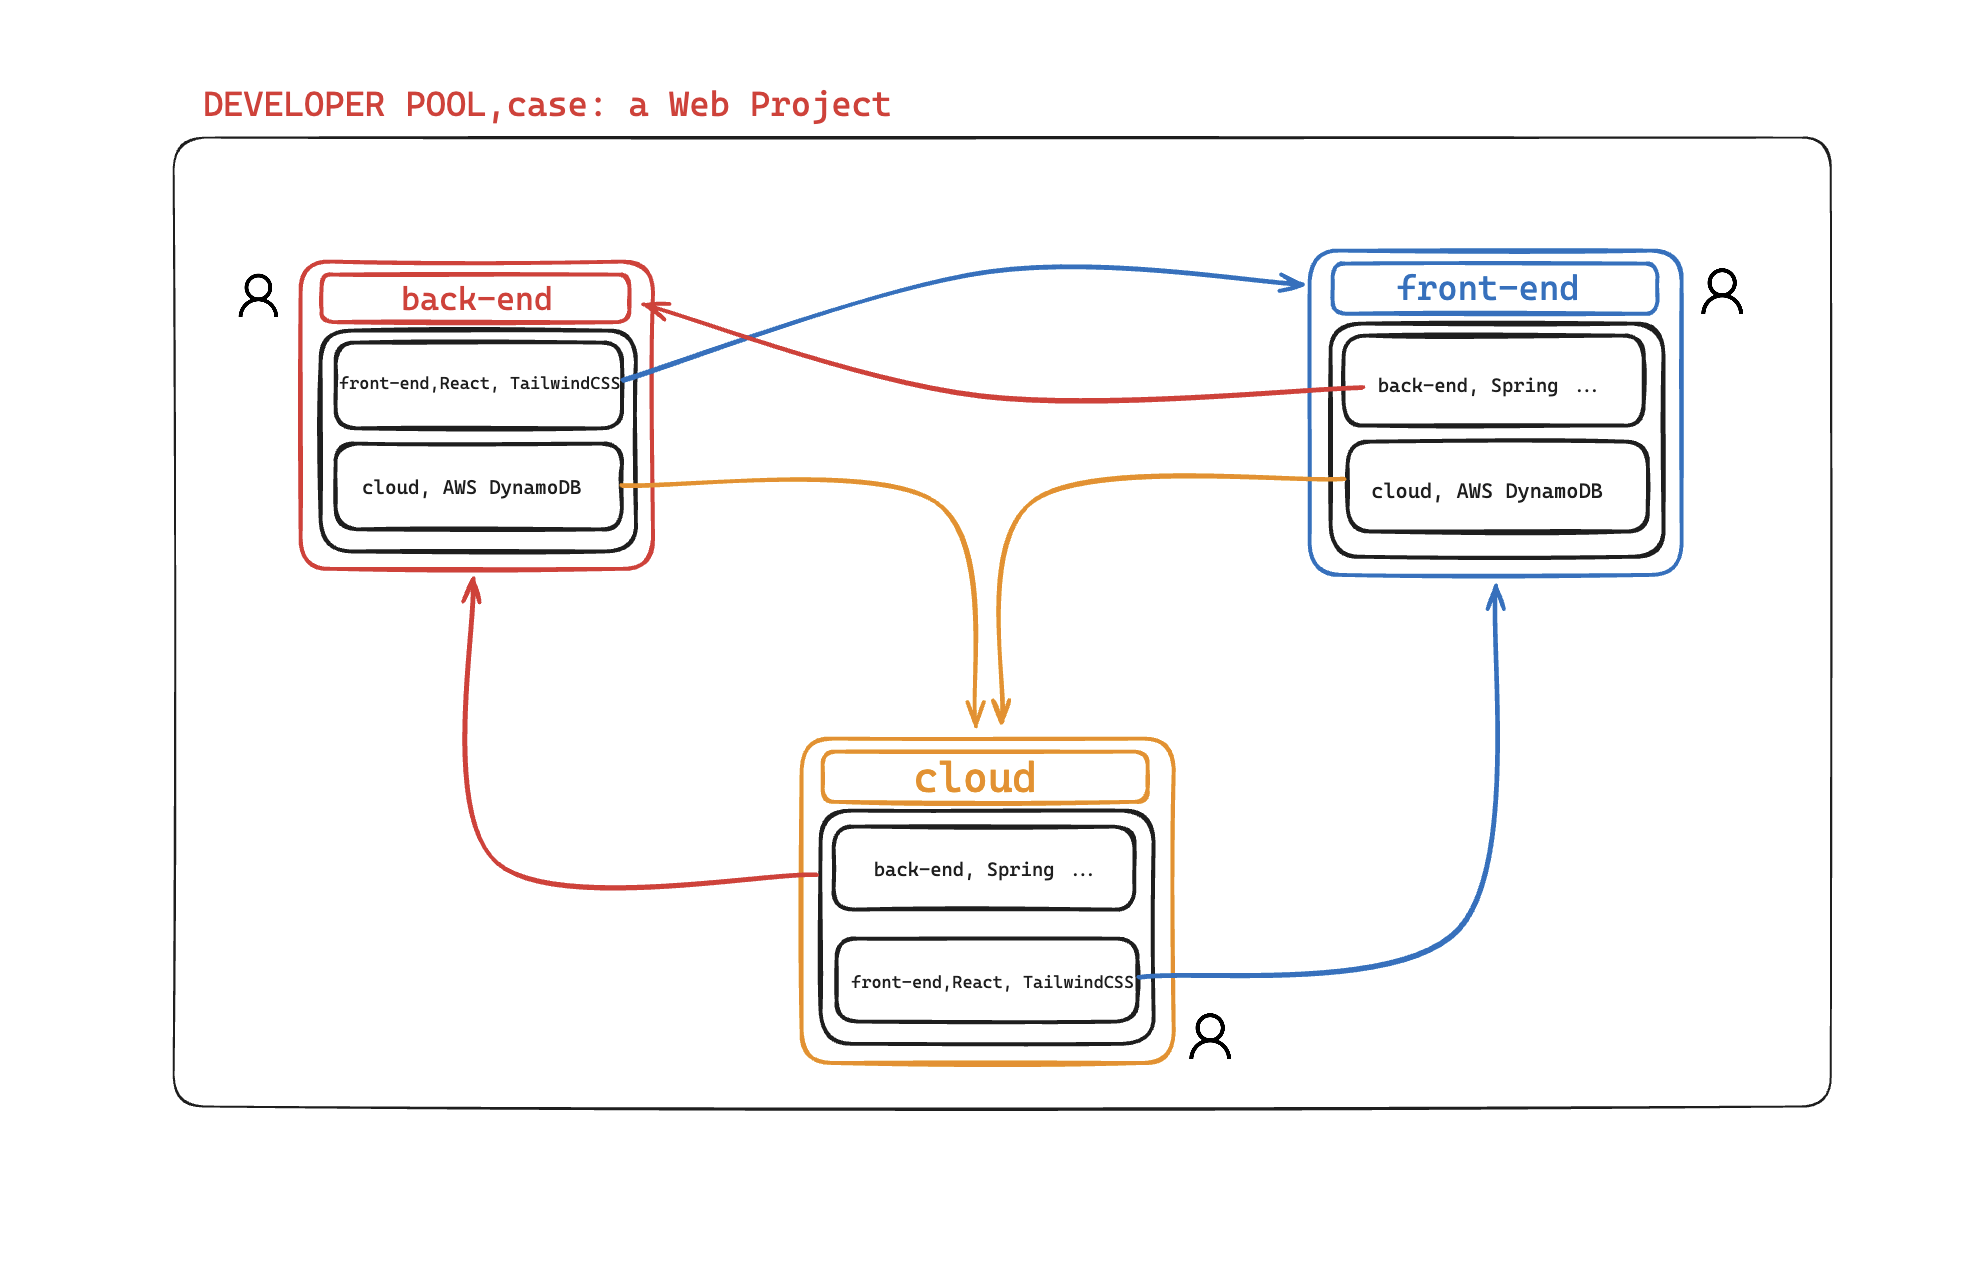 DEVELOPER POOL,case: a Web Project
back-end
front-end,React, TailwindCSS
cloud, AWS DynamoDB
front-end
back-end, Spring ...
cloud, AWS DynamoDB
cloud
back-end, Spring ...
front-end,React, TailwindCSS